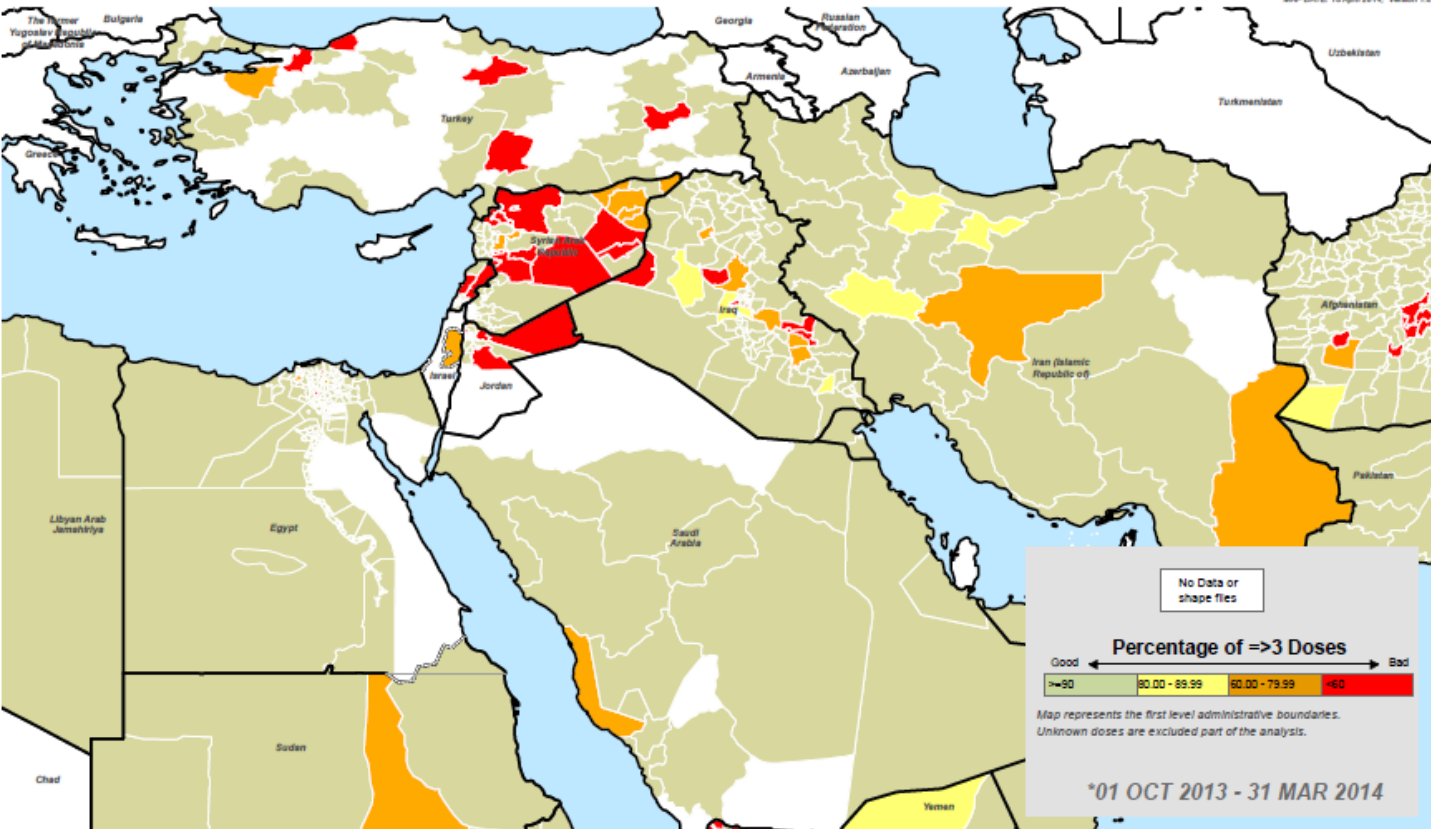 The former
Yugoslav Republic
of Macedonia
Bulgaria
Georgia
Russian
Federation
Uzbekistan
Armenia
Azerbaijan
Turkmenistan
Turkey
Greece
Syrian Arab
Republic
Afghanistan
Iraq
Iran (Islamic
Republic of)
Israel
Jordan
Pakistan
Libyan Arab
Jamahiriya
Egypt
Saudi
Arabia
Sudan
Chad
Yemen
No Data or
shape files
Percentage of =>3 Doses
Good
Bad
>=90
80.00 - 89.99
60.00 - 79.99
<60
Map represents the first level administrative boundaries.
Unknown doses are excluded part of the analysis.
*01 OCT 2013 - 31 MAR 2014